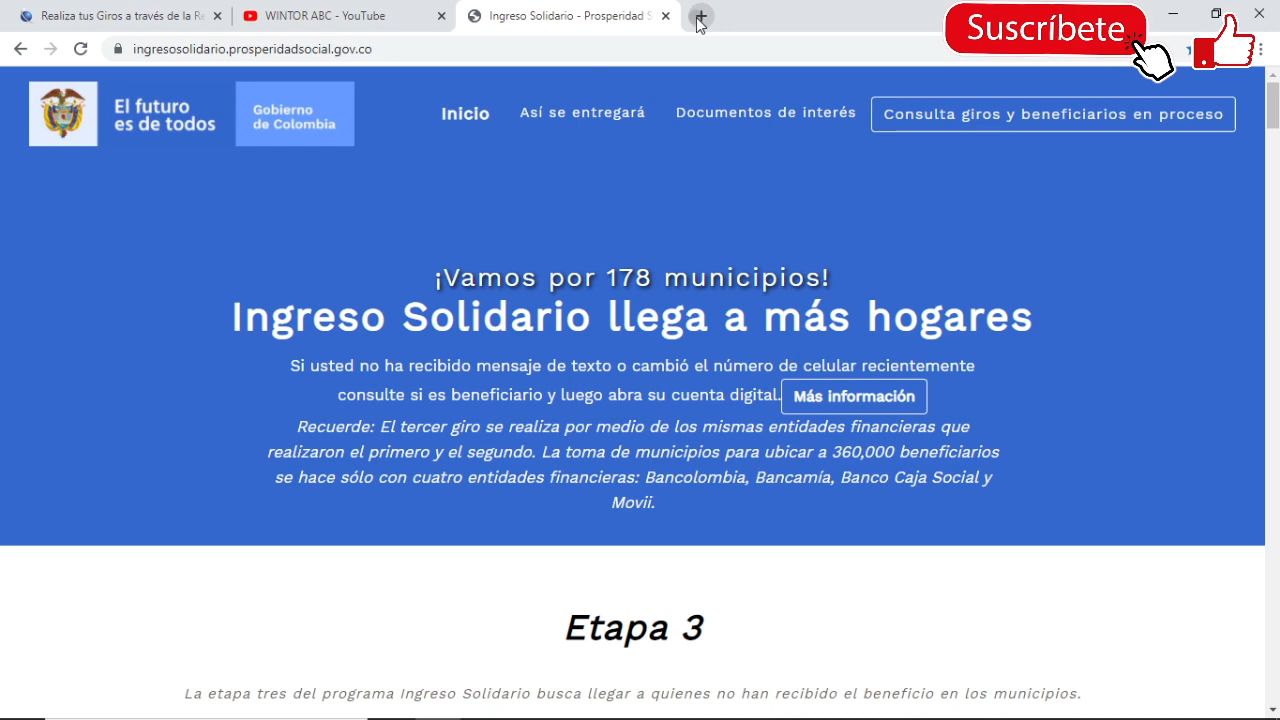 Realiza tus Giros a través de la Re
WINTOR ABC - YouTube
Ingreso Solidario - Prosperidad S
Suscríbete
ingresosolidario.prosperidadsocial.gov.co
El futuro
es de todos
Gobierno
de Colombia
Inicio
Así se entregará
Documentos de interés
Consulta giros y beneficiarios en proceso
¡Vamos por 178 municipios!
Ingreso Solidario llega a más hogares
Si usted no ha recibido mensaje de texto o cambió el número de celular recientemente
consulte si es beneficiario y luego abra su cuenta digital. Más información
Recuerde: El tercer giro se realiza por medio de los mismas entidades financieras que
realizaron el primero y el segundo. La toma de municipios para ubicar a 360,000 beneficiarios
se hace sólo con cuatro entidades financieras: Bancolombia, Bancamía, Banco Caja Social y
Movii.
Etapa 3
La etapa tres del programa Ingreso Solidario busca llegar a quienes no han recibido el beneficio en los municipios.